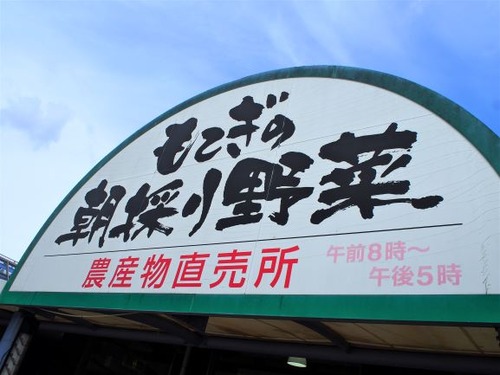 もてぎの
朝採り野菜
農産物直売所
午前8時～
午後5時